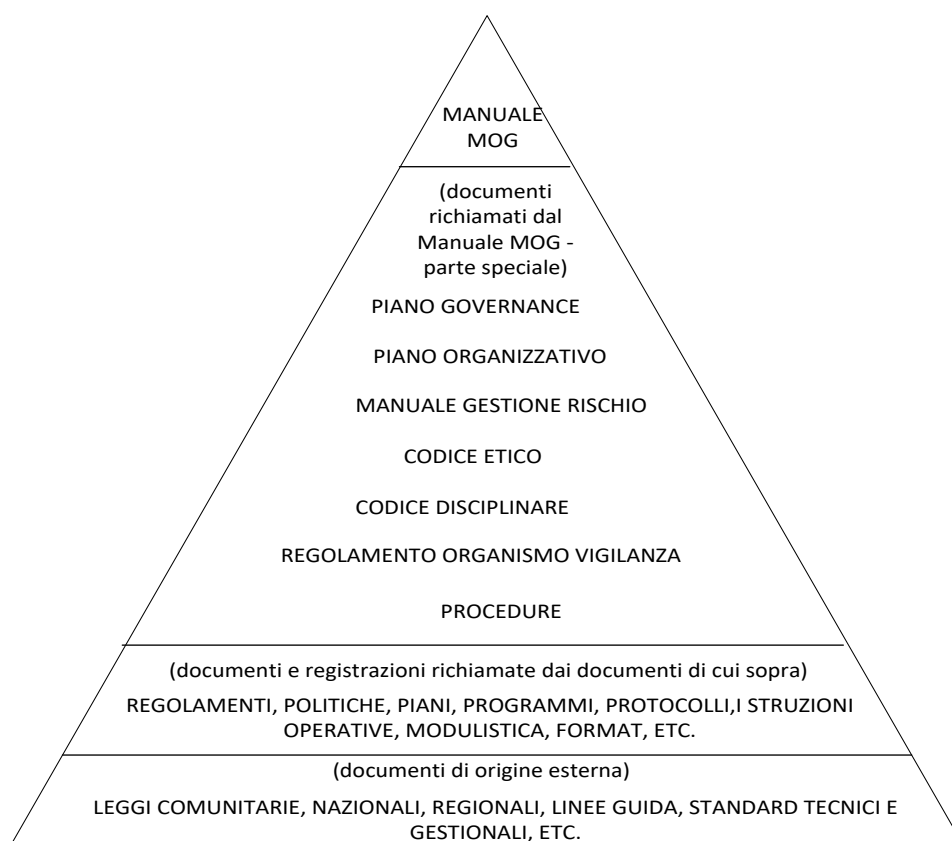 MANUALE
MOG
(documenti
richiamati dal
Manuale MOG -
parte speciale)
PIANO GOVERNANCE
PIANO ORGANIZZATIVO
MANUALE GESTIONE RISCHIO
CODICE ETICO
CODICE DISCIPLINARE
REGOLAMENTO ORGANISMO VIGILANZA
PROCEDURE
(documenti e registrazioni richiamate dai documenti di cui sopra)
REGOLAMENTI, POLITICHE, PIANI, PROGRAMMI, PROTOCOLLI,I STRUZIONI
OPERATIVE, MODULISTICA, FORMAT, ETC.
(documenti di origine esterna)
LEGGI COMUNITARIE, NAZIONALI, REGIONALI, LINEE GUIDA, STANDARD TECNICI E
GESTIONALI, ETC.